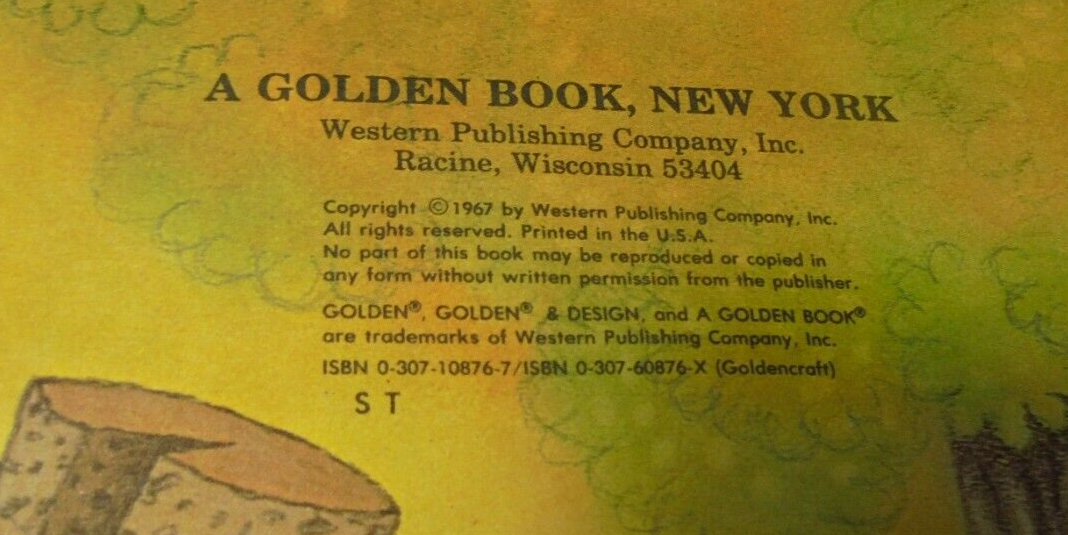 A GOLDEN BOOK, NEW YORK
Western Publishing Company, Inc.
Racine, Wisconsin 53404
Copyright ©1967 by Western Publishing Company, Inc.
All rights reserved. Printed in the U.S.A.
No part of this book may be reproduced or copied in
any form without written permission from the publisher.
GOLDEN®, GOLDEN® & DESIGN, and A GOLDEN BOOK®
are trademarks of Western Publishing Company, Inc.
ISBN 0-307-10876-7/ISBN 0-307-60876-X (Goldencraft)
S T